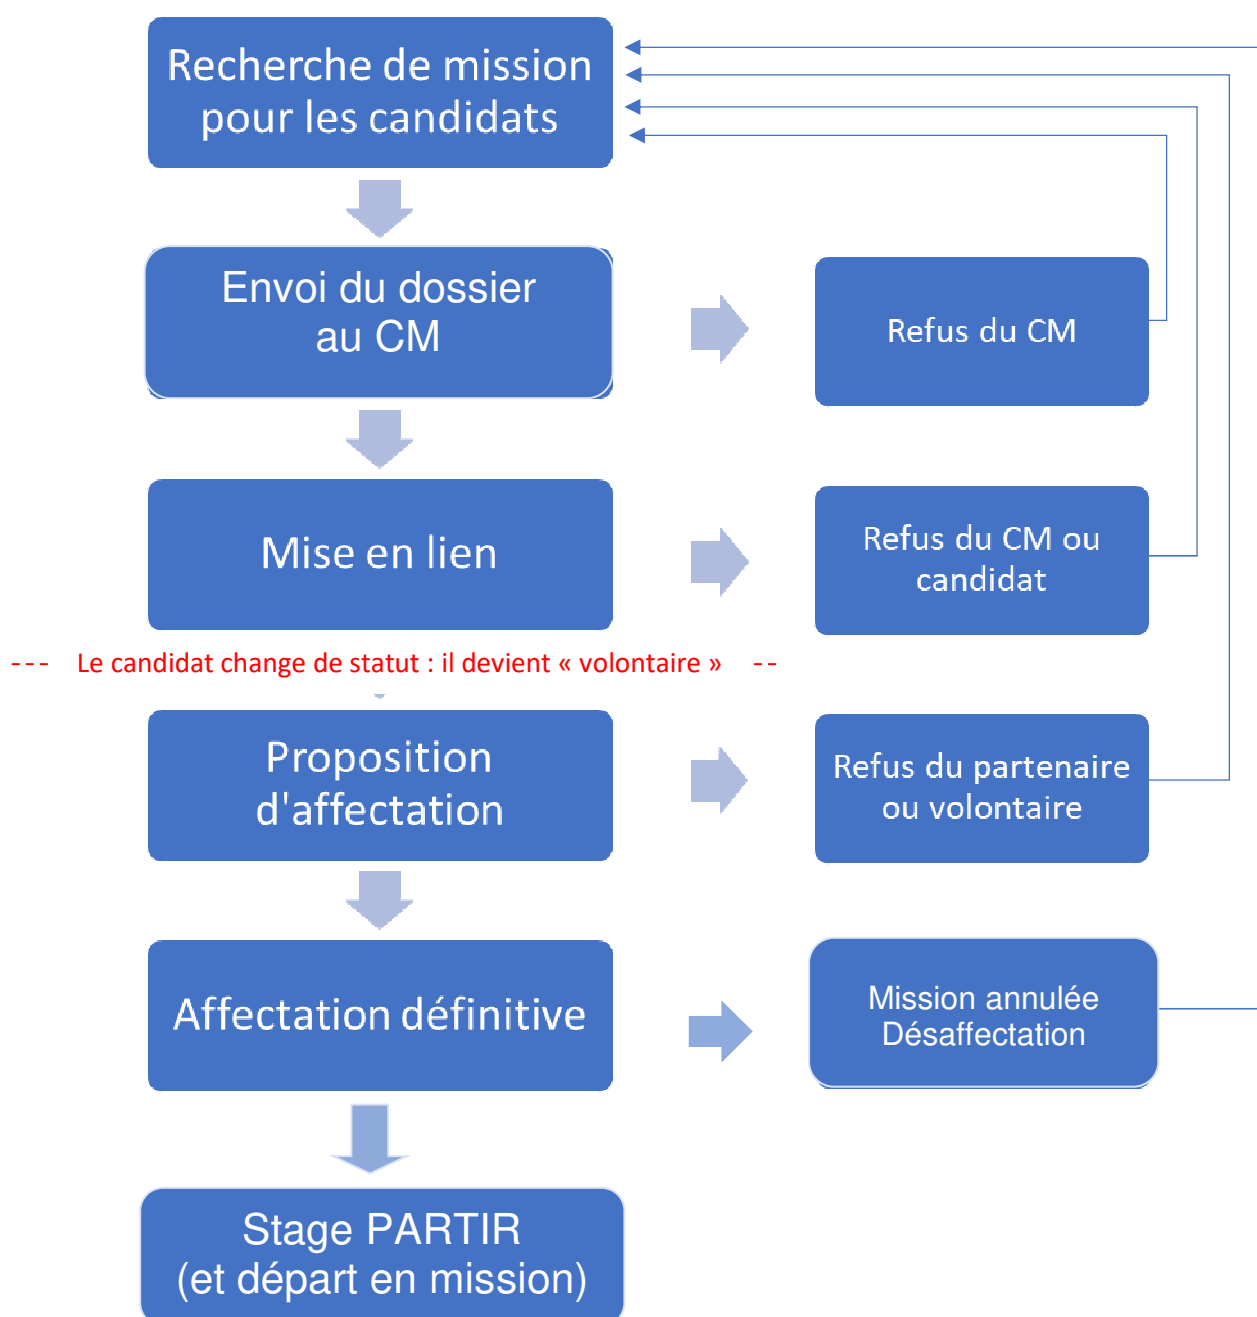 Recherche de mission
pour les candidats
Envoi du dossier
au CM
Refus du CM
Mise en lien
Refus du CM ou
candidat
--- Le candidat change de statut : il devient « volontaire » --
Proposition
d'affectation
Refus du partenaire
ou volontaire
Affectation définitive
Mission annulée
Désaffectation
Stage PARTIR
(et départ en mission)